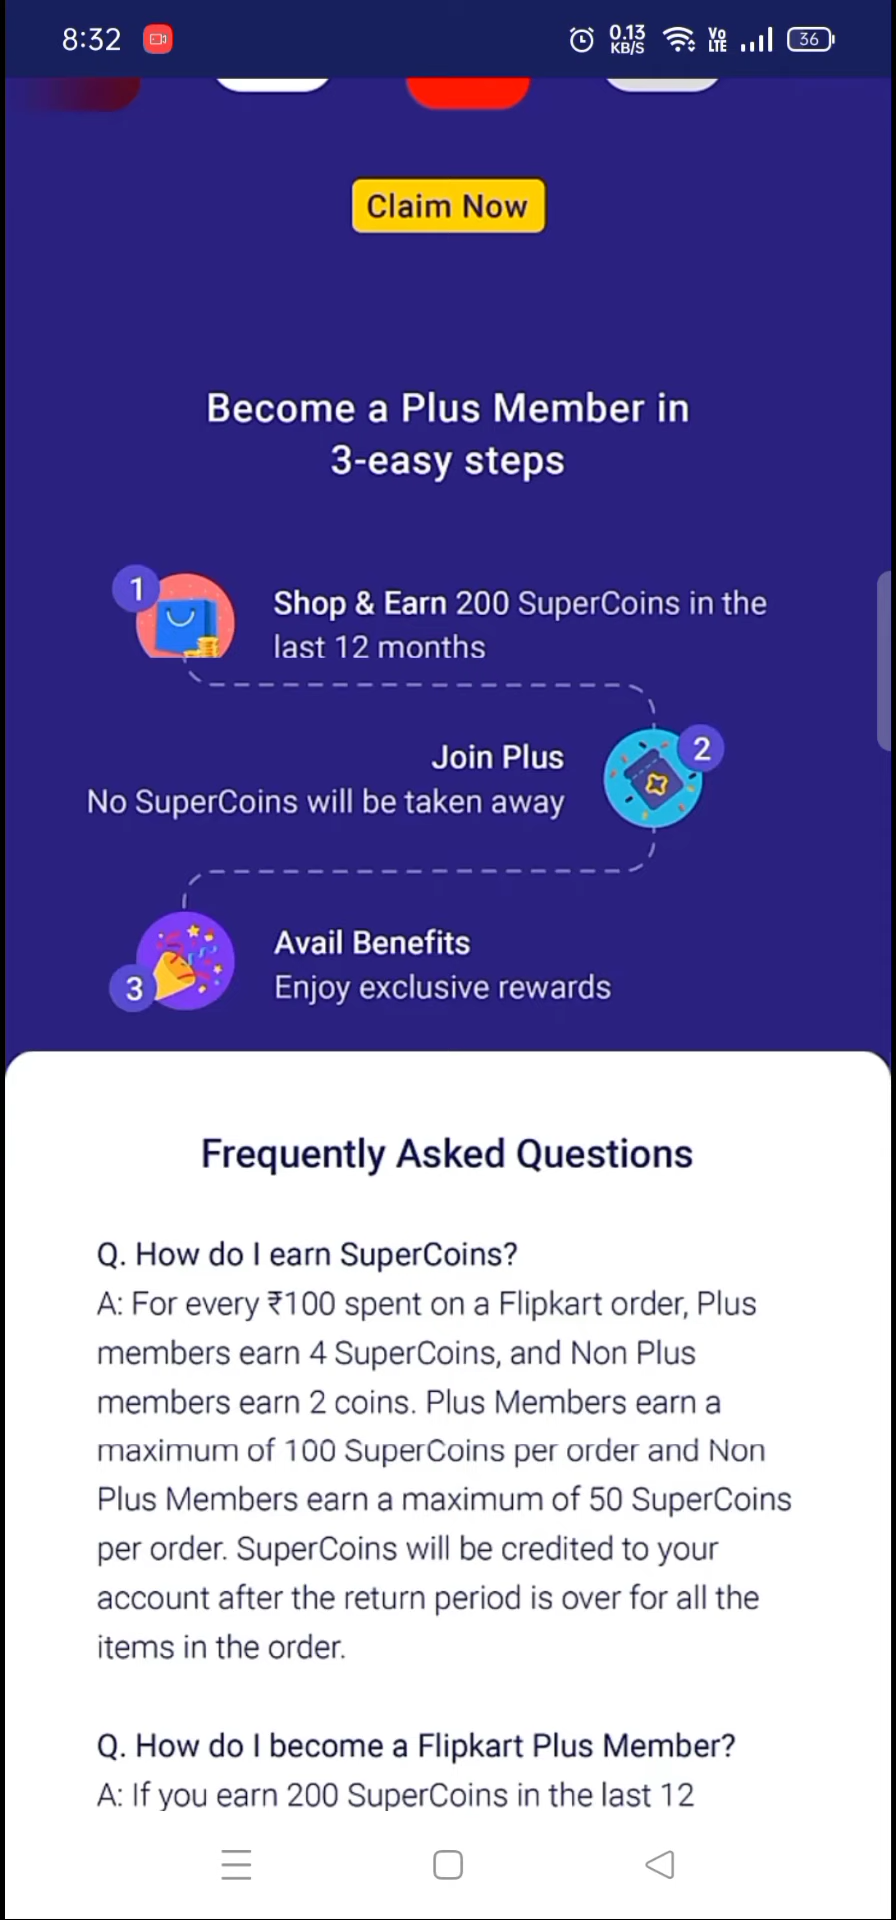 8:32
0.13
KB/S
Vo
LTE
36
Claim Now
Become a Plus Member in
3-easy steps
1
Shop & Earn 200 SuperCoins in the
last 12 months
2
Join Plus
No SuperCoins will be taken away
3
Avail Benefits
Enjoy exclusive rewards
Frequently Asked Questions
Q. How do I earn SuperCoins?
A: For every ₹100 spent on a Flipkart order, Plus
members earn 4 SuperCoins, and Non Plus
members earn 2 coins. Plus Members earn a
maximum of 100 SuperCoins per order and Non
Plus Members earn a maximum of 50 SuperCoins
per order. SuperCoins will be credited to your
account after the return period is over for all the
items in the order.
Q. How do I become a Flipkart Plus Member?
A: If you earn 200 SuperCoins in the last 12